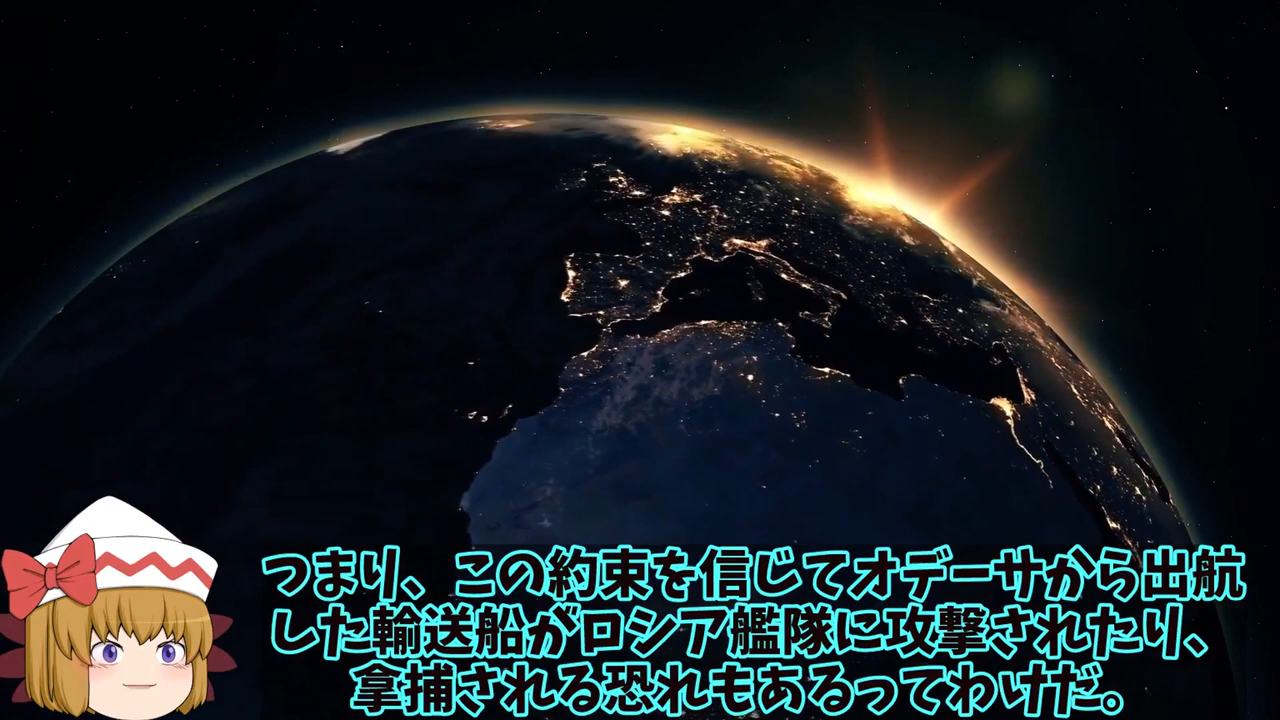 つまり、この約束を信じてオデーサから出航
した輸送船がロシア艦隊に攻撃されたり、
拿捕される恐れもあるってわけだ。